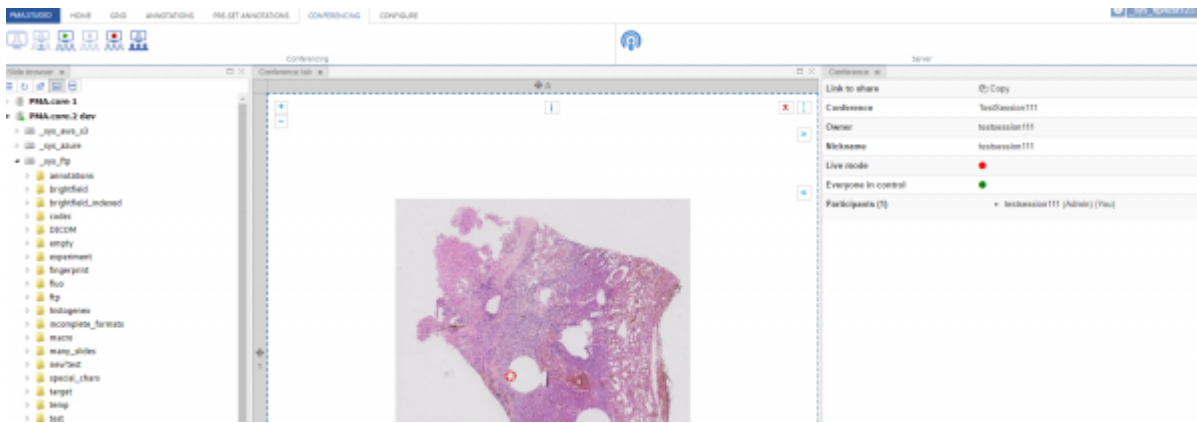 PMA.STUDIO HOME GRID ANNOTATIONS PRE-SET ANNOTATIONS CONFERENCING CONFIGURE
Conferencing
Server
Slide browser
Conference tab
Conference
A
PMA.core 1
PMA.core.2 dev
_sys_aws_s3
_sys_azure
_sys_ftp
annotations
brightfield
brightfield_indexed
codec
DICOM
empty
experiment
fingerprint
fluo
ftp
histogenex
incomplete_formats
macro
many_slides
new!test
special_chars
target
temp
test
1
Link to share Copy
Conference TestSession111
Owner testsession111
Nickname testsession111
Live mode
Everyone in control
Participants (1) testsession111 (Admin) (You)